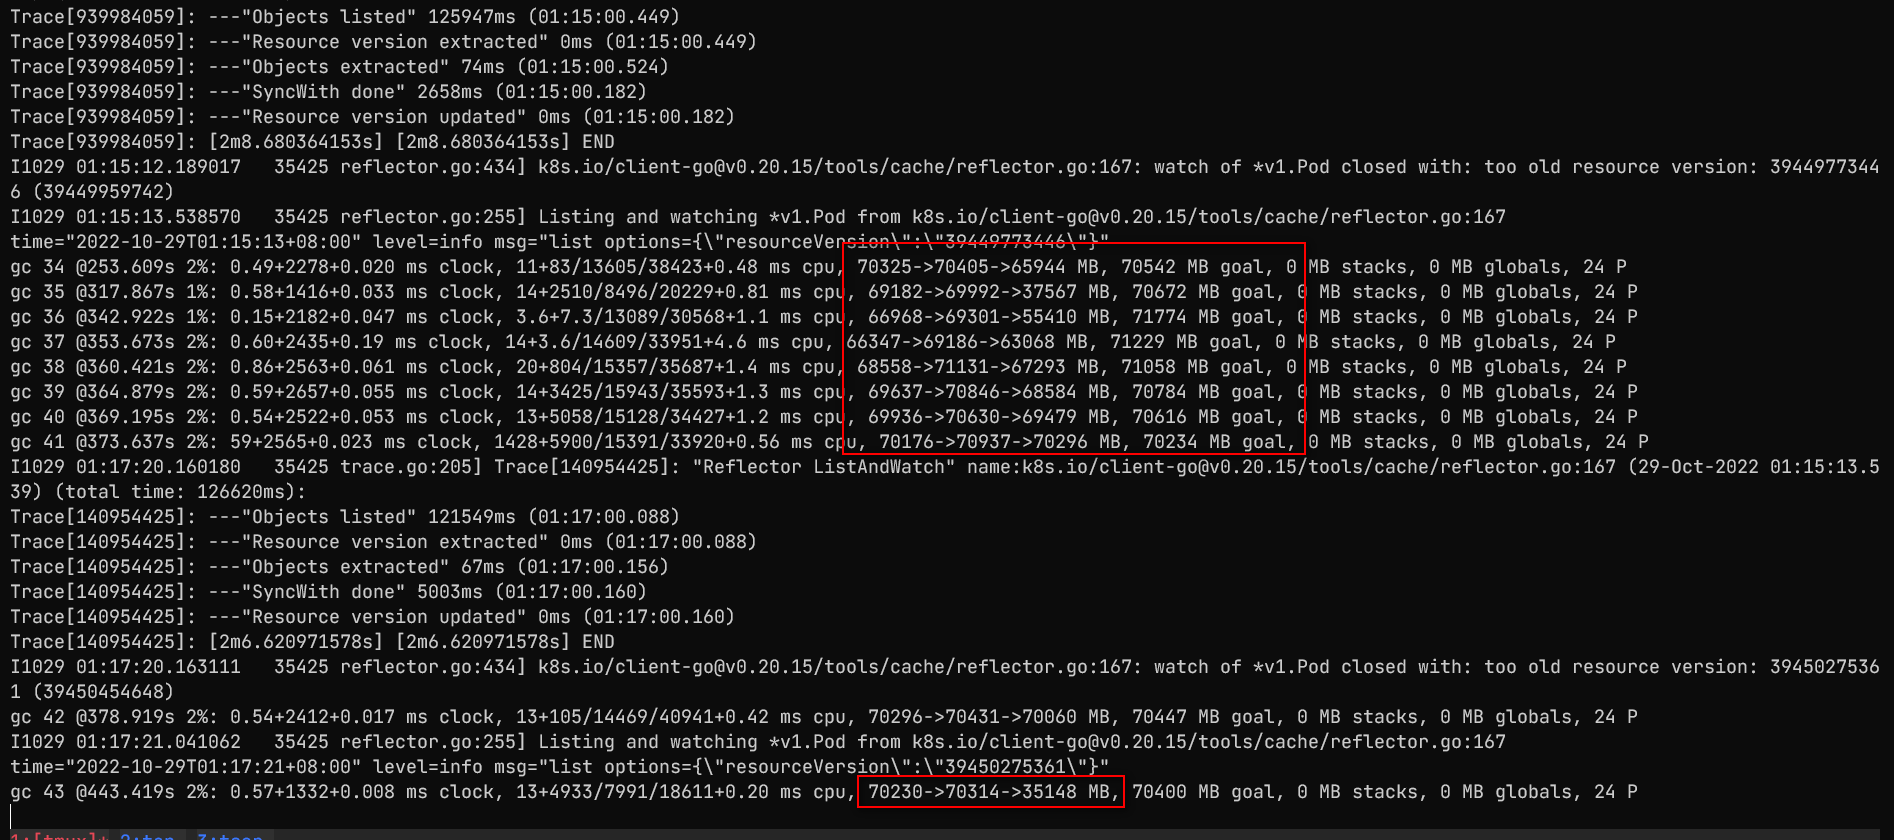 Trace[939984059]: ---"Objects listed" 125947ms (01:15:00.449)
Trace[939984059]: ---"Resource version extracted" 0ms (01:15:00.449)
Trace[939984059]: ---"Objects extracted" 74ms (01:15:00.524)
Trace[939984059]: ---"SyncWith done" 2658ms (01:15:00.182)
Trace[939984059]: ---"Resource version updated" 0ms (01:15:00.182)
Trace[939984059]: [2m8.680364153s] [2m8.680364153s] END
I1029 01:15:12.189017   35425 reflector.go:434] k8s.io/client-go@v0.20.15/tools/cache/reflector.go:167: watch of *v1.Pod closed with: too old resource version: 3944977344
6 (39449959742)
I1029 01:15:13.538570   35425 reflector.go:255] Listing and watching *v1.Pod from k8s.io/client-go@v0.20.15/tools/cache/reflector.go:167
time="2022-10-29T01:15:13+08:00" level=info msg="list options={\"resourceVersion\":\"39449773446\"}"
gc 34 @253.609s 2%: 0.49+2278+0.020 ms clock, 11+83/13605/38423+0.48 ms cpu, 70325->70405->65944 MB, 70542 MB goal, 0 MB stacks, 0 MB globals, 24 P
gc 35 @317.867s 1%: 0.58+1416+0.033 ms clock, 14+2510/8496/20229+0.81 ms cpu, 69182->69992->37567 MB, 70672 MB goal, 0 MB stacks, 0 MB globals, 24 P
gc 36 @342.922s 1%: 0.15+2182+0.047 ms clock, 3.6+7.3/13089/30568+1.1 ms cpu, 66968->69301->55410 MB, 71774 MB goal, 0 MB stacks, 0 MB globals, 24 P
gc 37 @353.673s 2%: 0.60+2435+0.19 ms clock, 14+3.6/14609/33951+4.6 ms cpu, 66347->69186->63068 MB, 71229 MB goal, 0 MB stacks, 0 MB globals, 24 P
gc 38 @360.421s 2%: 0.86+2563+0.061 ms clock, 20+804/15357/35687+1.4 ms cpu, 68558->71131->67293 MB, 71058 MB goal, 0 MB stacks, 0 MB globals, 24 P
gc 39 @364.879s 2%: 0.59+2657+0.055 ms clock, 14+3425/15943/35593+1.3 ms cpu, 69637->70846->68584 MB, 70784 MB goal, 0 MB stacks, 0 MB globals, 24 P
gc 40 @369.195s 2%: 0.54+2522+0.053 ms clock, 13+5058/15128/34427+1.2 ms cpu, 69936->70630->69479 MB, 70616 MB goal, 0 MB stacks, 0 MB globals, 24 P
gc 41 @373.637s 2%: 59+2565+0.023 ms clock, 1428+5900/15391/33920+0.56 ms cpu, 70176->70937->70296 MB, 70234 MB goal, 0 MB stacks, 0 MB globals, 24 P
I1029 01:17:20.160180   35425 trace.go:205] Trace[140954425]: "Reflector ListAndWatch" name:k8s.io/client-go@v0.20.15/tools/cache/reflector.go:167 (29-Oct-2022 01:15:13.5
39) (total time: 126620ms):
Trace[140954425]: ---"Objects listed" 121549ms (01:17:00.088)
Trace[140954425]: ---"Resource version extracted" 0ms (01:17:00.088)
Trace[140954425]: ---"Objects extracted" 67ms (01:17:00.156)
Trace[140954425]: ---"SyncWith done" 5003ms (01:17:00.160)
Trace[140954425]: ---"Resource version updated" 0ms (01:17:00.160)
Trace[140954425]: [2m6.620971578s] [2m6.620971578s] END
I1029 01:17:20.163111   35425 reflector.go:434] k8s.io/client-go@v0.20.15/tools/cache/reflector.go:167: watch of *v1.Pod closed with: too old resource version: 3945027536
1 (39450454648)
gc 42 @378.919s 2%: 0.54+2412+0.017 ms clock, 13+105/14469/40941+0.42 ms cpu, 70296->70431->70060 MB, 70447 MB goal, 0 MB stacks, 0 MB globals, 24 P
I1029 01:17:21.041062   35425 reflector.go:255] Listing and watching *v1.Pod from k8s.io/client-go@v0.20.15/tools/cache/reflector.go:167
time="2022-10-29T01:17:21+08:00" level=info msg="list options={\"resourceVersion\":\"39450275361\"}"
gc 43 @443.419s 2%: 0.57+1332+0.008 ms clock, 13+4933/7991/18611+0.20 ms cpu, 70230->70314->35148 MB, 70400 MB goal, 0 MB stacks, 0 MB globals, 24 P